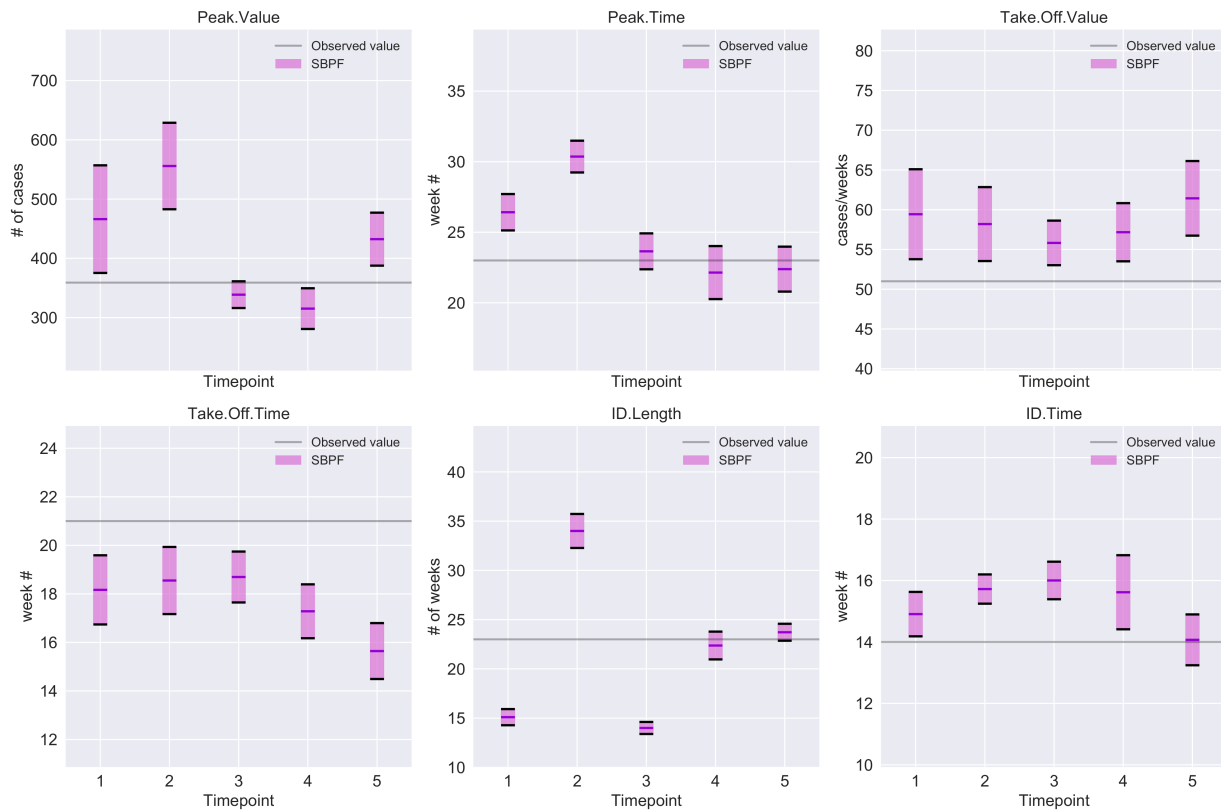 Peak.Value
Observed value
SBPF
700
600
500
400
300
# of cases
Timepoint
Peak.Time
Observed value
SBPF
35
30
25
20
week #
Timepoint
Take.Off.Value
Observed value
SBPF
80
75
70
65
60
55
50
45
40
cases/weeks
Timepoint
Take.Off.Time
Observed value
SBPF
24
22
20
18
16
14
12
week #
1 2 3 4 5
Timepoint
ID.Length
Observed value
SBPF
40
35
30
25
20
15
10
# of weeks
1 2 3 4 5
Timepoint
ID.Time
Observed value
SBPF
20
18
16
14
12
10
week #
1 2 3 4 5
Timepoint